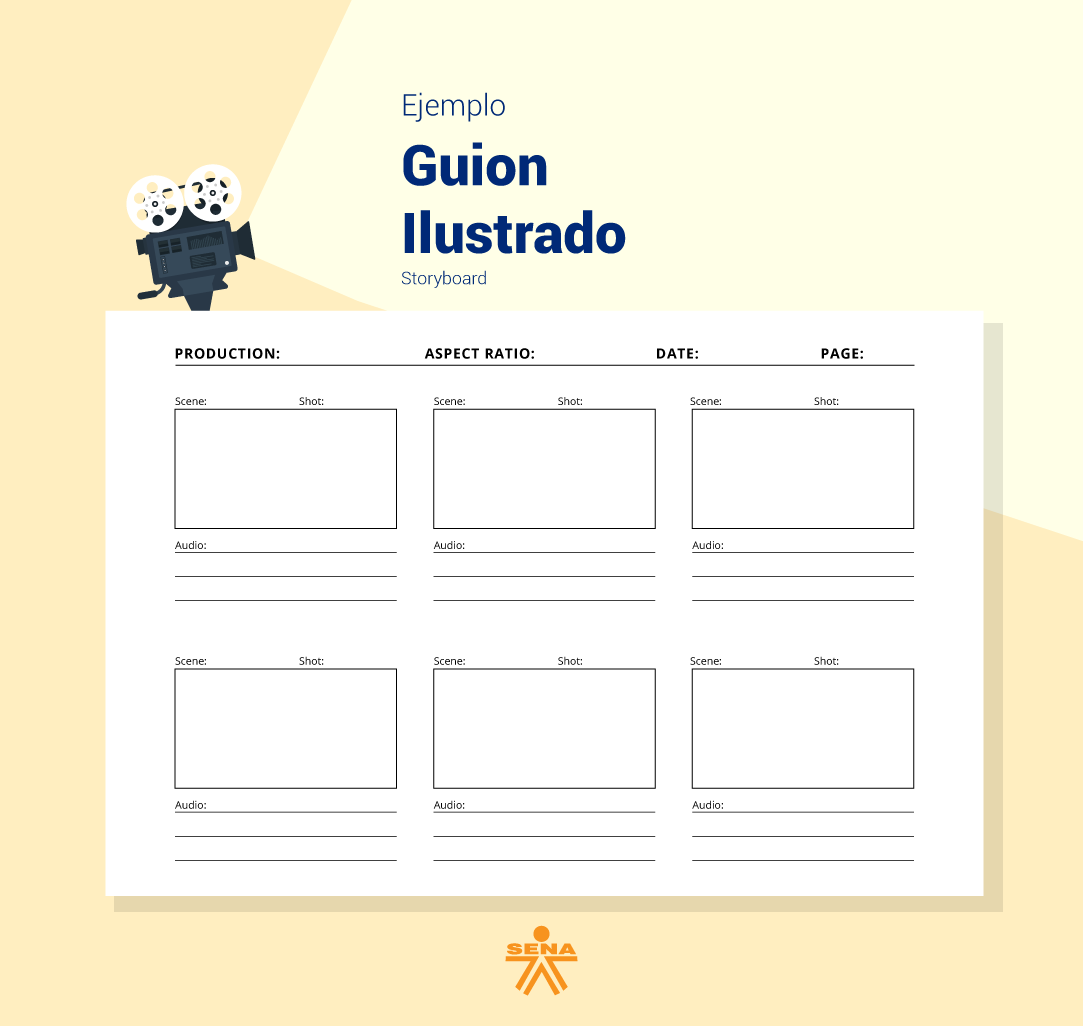 Ejemplo
Guion
Ilustrado
Storyboard
PRODUCTION: ASPECT RATIO: DATE: PAGE:
Scene: Shot: Scene: Shot: Scene: Shot:
Audio: Audio: Audio:
Scene: Shot: Scene: Shot: Scene: Shot:
Audio: Audio: Audio:
SENA